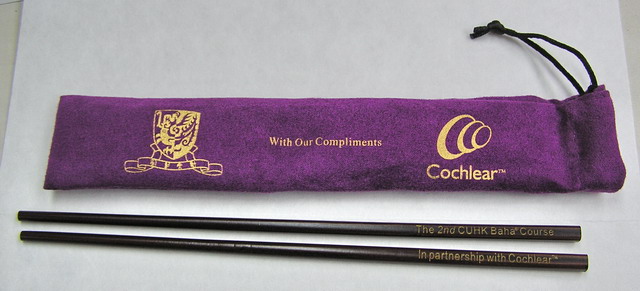 With Our Compliments
Cochlear™
The 2nd CUHK Baha® Course
In partnership with Cochlear™